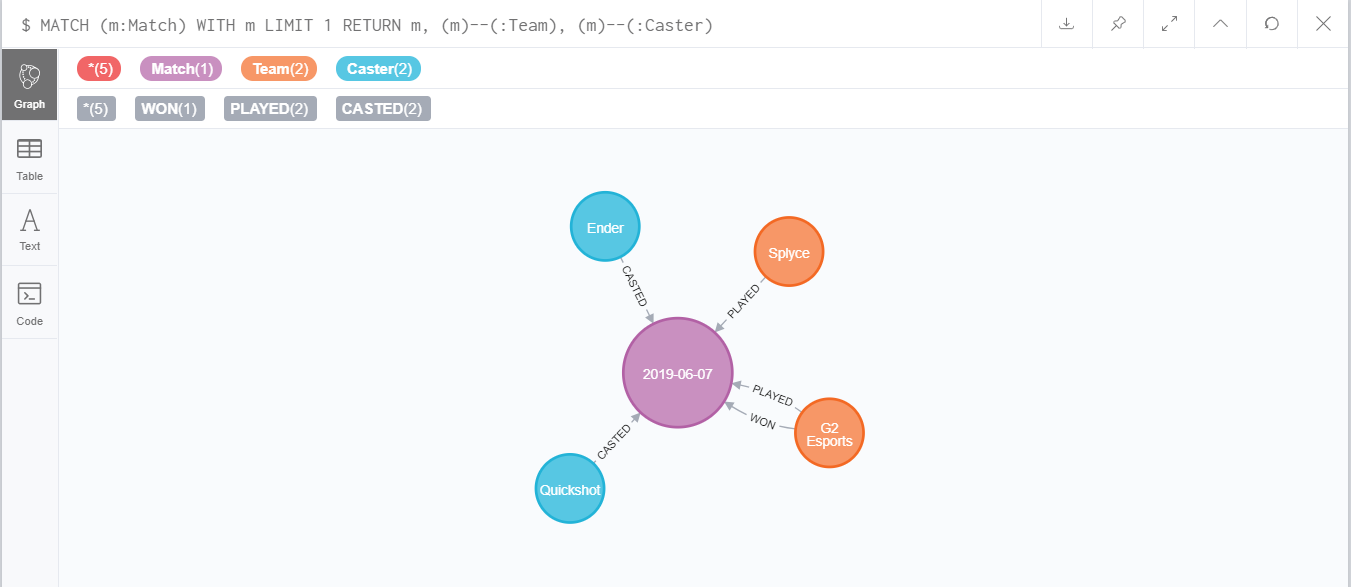 $ MATCH (m:Match) WITH m LIMIT 1 RETURN m, (m)--(:Team), (m)--(:Caster)
*(5) Match(1) Team(2) Caster(2)
*(5) WON(1) PLAYED(2) CASTED(2)
Graph
Table
Text
Code
Ender
Splyce
CASTED
PLAYED
2019-06-07
PLAYED
WON
G2
Esports
CASTED
Quickshot